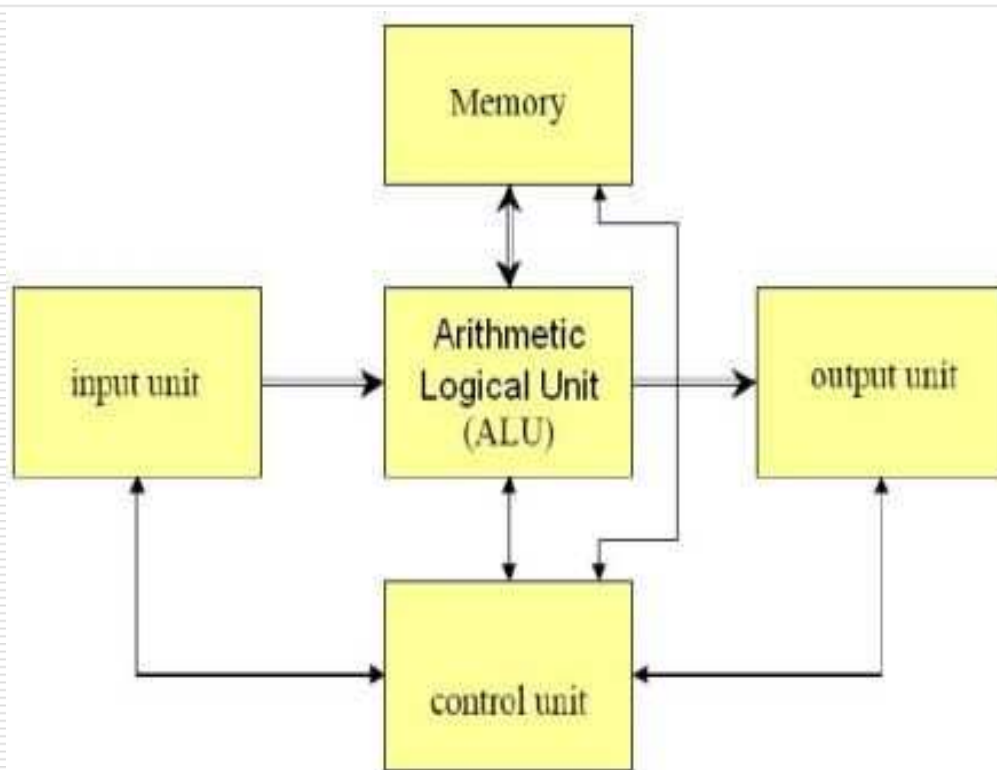 Memory
input unit
Arithmetic
Logical Unit
(ALU)
output unit
control unit